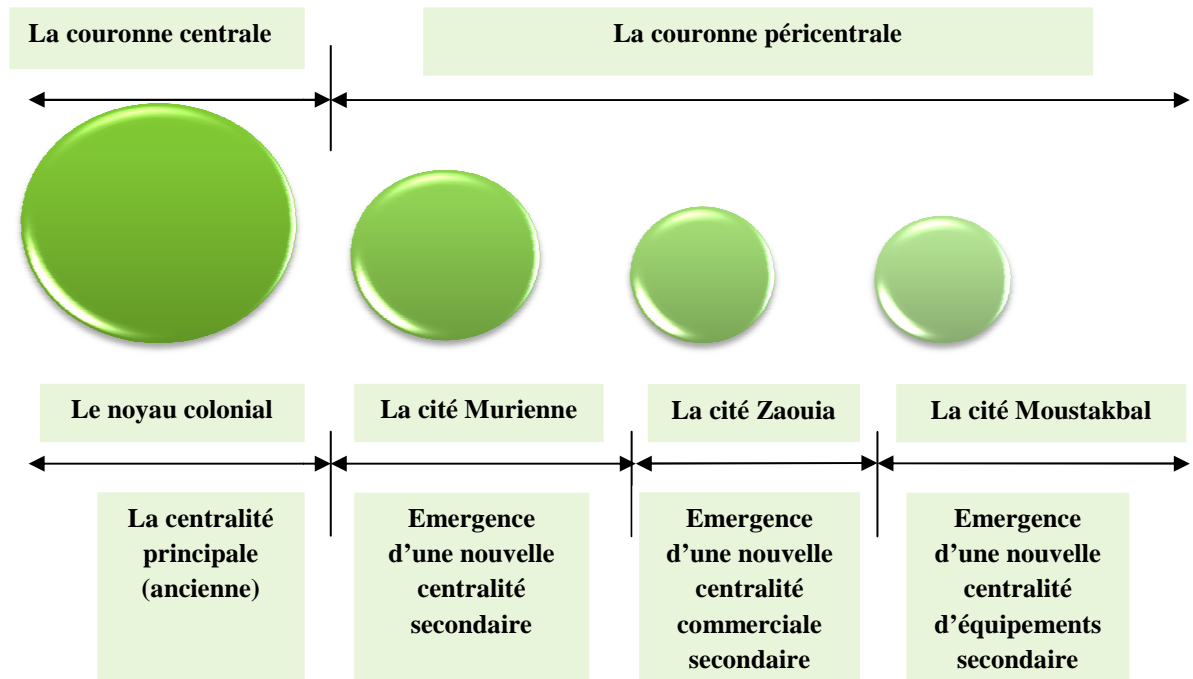 La couronne centrale
La couronne péricentrale
Le noyau colonial
La cité Murienne
La cité Zaouia
La cité Moustakbal
La centralité
principale
(ancienne)
Emergence
d’une nouvelle
centralité
secondaire
Emergence
d’une nouvelle
centralité
commerciale
secondaire
Emergence
d’une nouvelle
centralité
d’équipements
secondaire